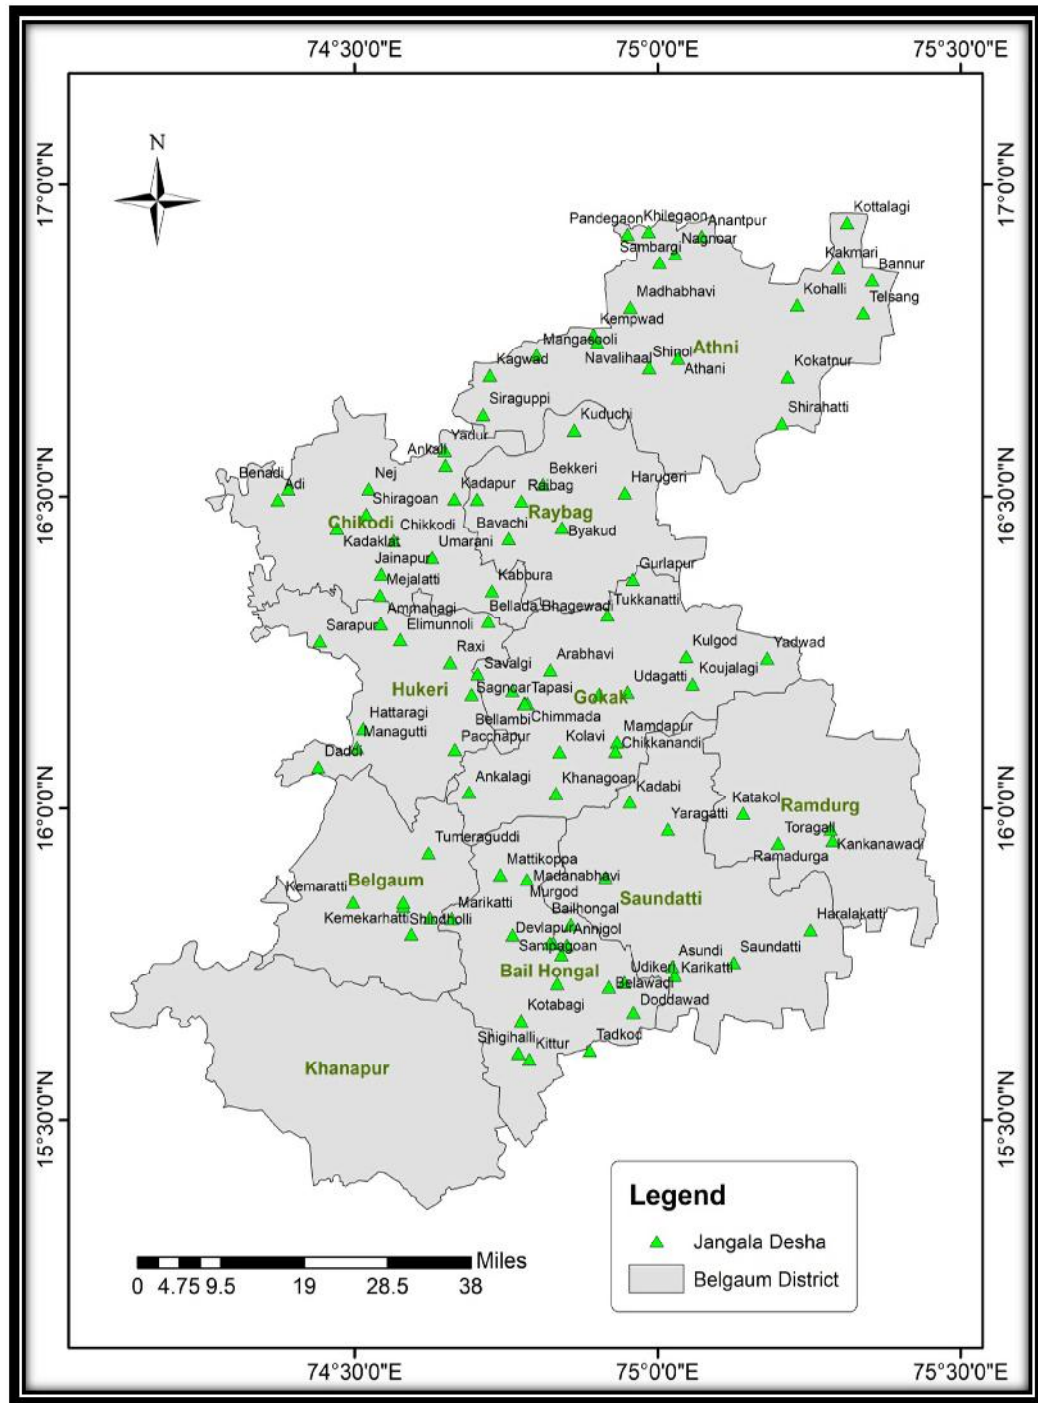 74°30'0"E 75°0'0"E 75°30'0"E
N
17°0'0"N 17°0'0"N
Kottalagi
Pandegaon Khilegaon Anantpur
Sambargi Nagnoar
Kakmari
Bannur
Madhabhavi Kohalli Telsang
Kempwad
Mangasooli
Navalihaal Shinol Athni
Kagwad Athani Kokatnur
Siraguppi Shirahatti
Kuduchi
Yadur
Ankali
Benadi Nej Bekkeri Harugeri
16°30'0"N 16°30'0"N
Adi Shiragoan Kadapur Raibag
Chikodi Chikkodi Bavachi Raybag
Kadaklat Umarani Byakud
Jainapur
Mejalatti Kabbura Gurlapur
Ammanagi Bellada Bhagewadi Tukkanatti
Sarapur Elimunnoli
Raxi Arabhavi Kulgod Yadwad
Savalgi Udagatti Koujalagi
Hukeri Bagnoar Tapasi Gokak
Hattaragi Bellambi Chimmada
Managutti Pacchapur Kolavi Mamdapur
Daddi Chikkanandi
Ankalagi Khanagoan Kadabi
16°0'0"N 16°0'0"N
Katakol Ramdurg
Yaragatti Toragall
Tumeraguddi Kankanawadi
Mattikoppa Ramadurga
Belgaum Madanabhavi
Kemaratti Murgod Saundatti
Marikatti Bailhongal
Kemekarhatti Shindholli Devlapur Annigol Haralakatti
Sampagoan Asundi Saundatti
Bail Hongal Udikeri Karikatti
Belawadi
Kotabagi Doddawad
Shigihalli Kittur Tadkod
Khanapur
15°30'0"N 15°30'0"N
Legend
Jangala Desha
Belgaum District
Miles
0 4.75 9.5 19 28.5 38
74°30'0"E 75°0'0"E 75°30'0"E